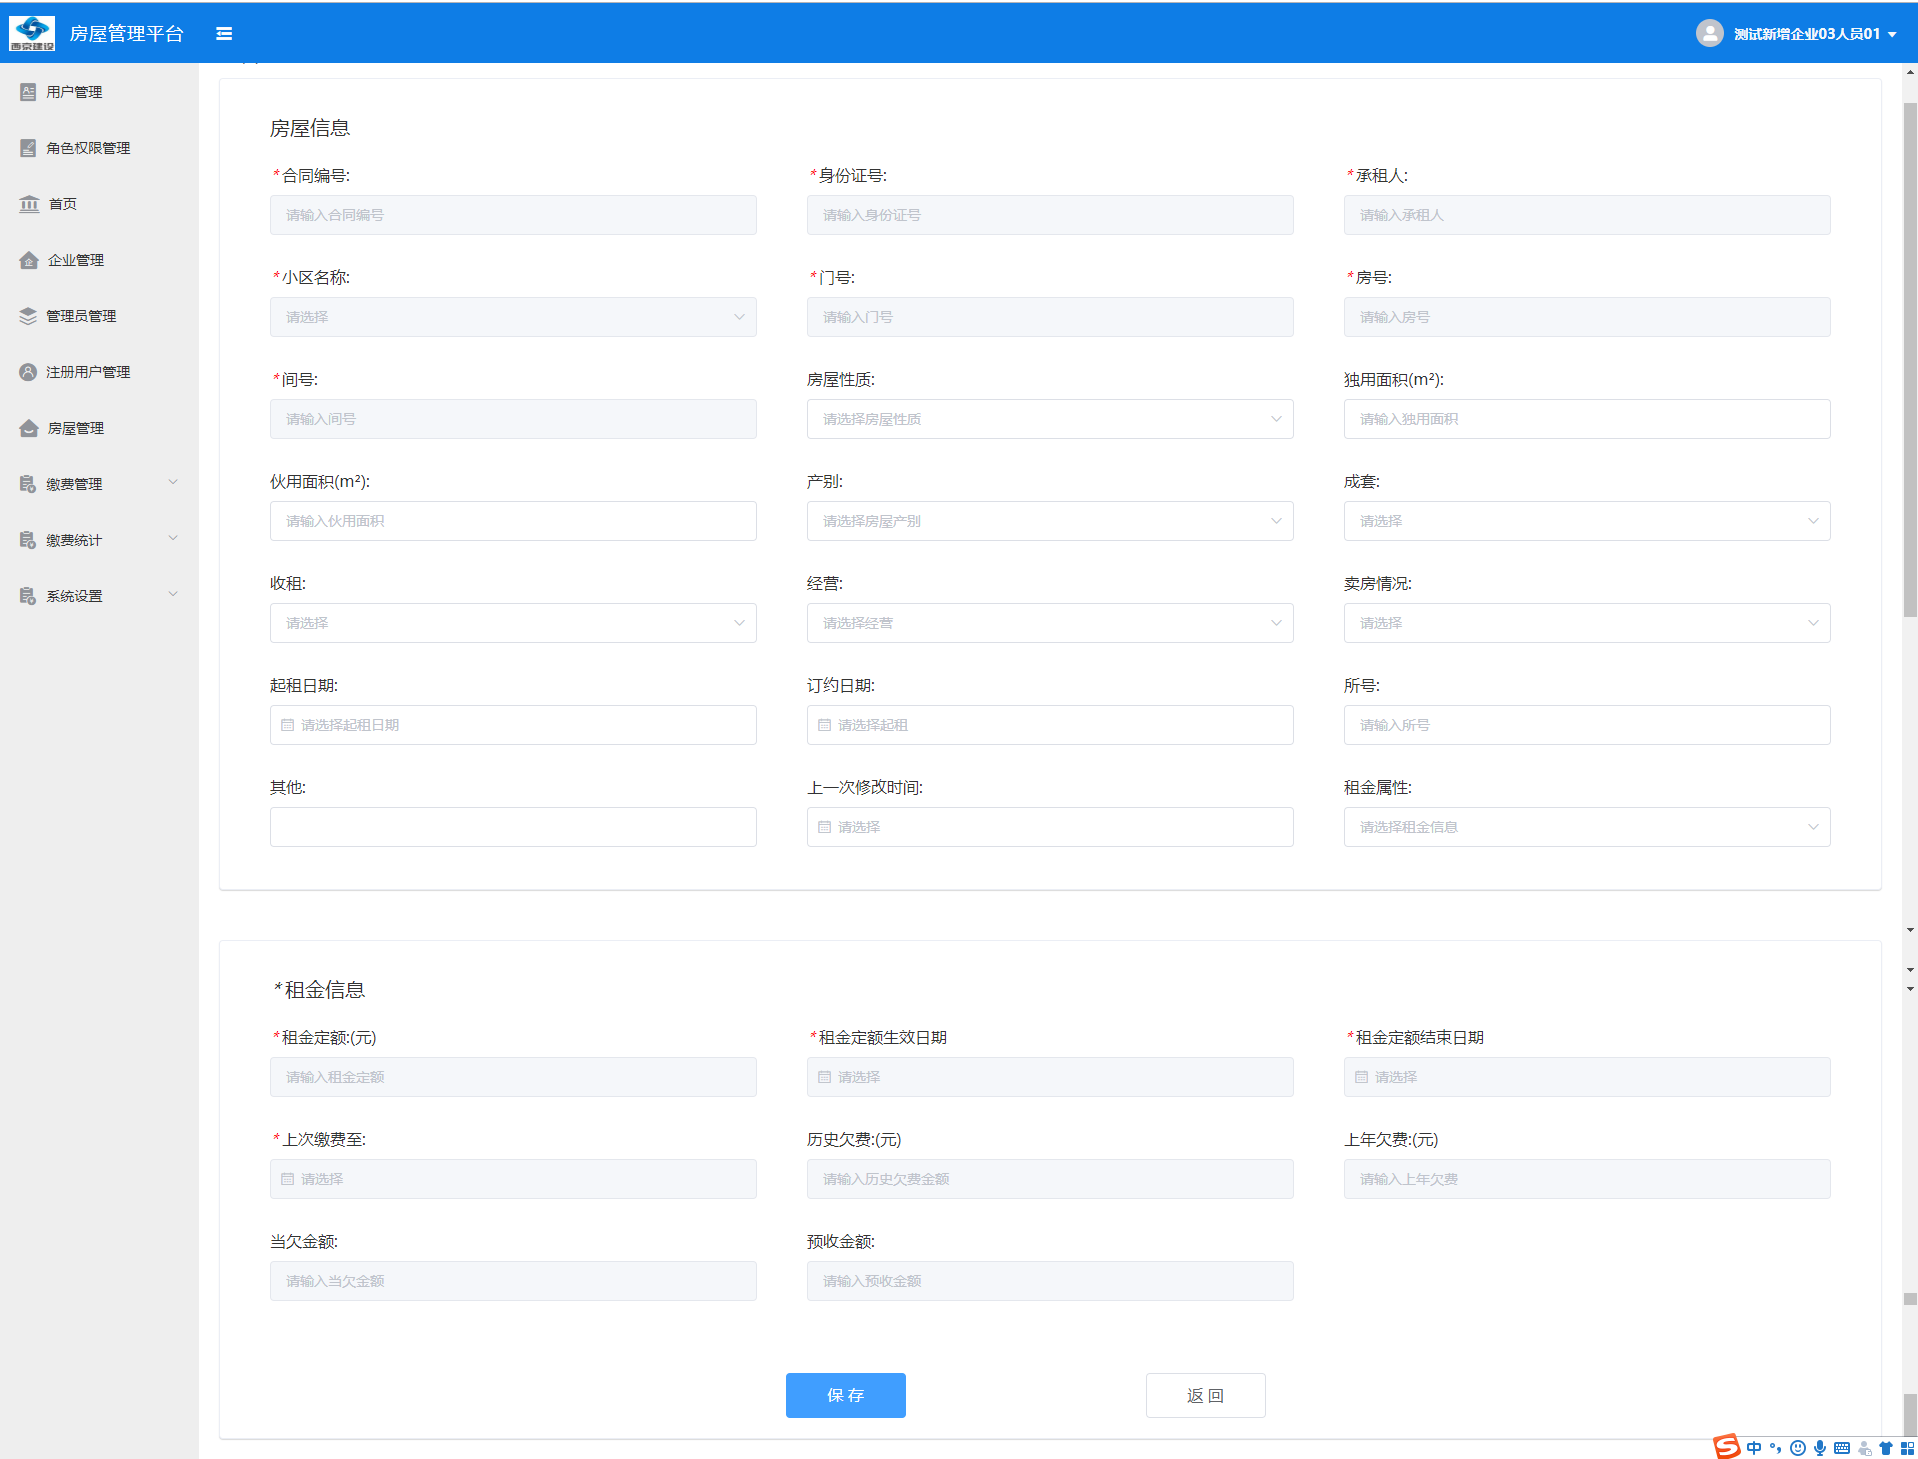 西京建设
房屋管理平台
测试新增企业03人员01
用户管理
角色权限管理
首页
企业管理
管理员管理
注册用户管理
房屋管理
缴费管理
缴费统计
系统设置
房屋信息
*合同编号: *身份证号: *承租人:
请输入合同编号 请输入身份证号 请输入承租人
*小区名称: *门号: *房号:
请选择 请输入门号 请输入房号
*间号: 房屋性质: 独用面积(m²):
请输入间号 请选择房屋性质 请输入独用面积
伙用面积(m²): 产别: 成套:
请输入伙用面积 请选择房屋产别 请选择
收租: 经营: 卖房情况:
请选择 请选择经营 请选择
起租日期: 订约日期: 所号:
请选择起租日期 请选择起租 请输入所号
其他: 上一次修改时间: 租金属性:
请选择 请选择租金信息
*租金信息
*租金定额:(元) *租金定额生效日期 *租金定额结束日期
请输入租金定额 请选择 请选择
*上次缴费至: 历史欠费:(元) 上年欠费:(元)
请选择 请输入历史欠费金额 请输入上年欠费
当欠金额: 预收金额:
请输入当欠金额 请输入预收金额
保 存 返 回
中